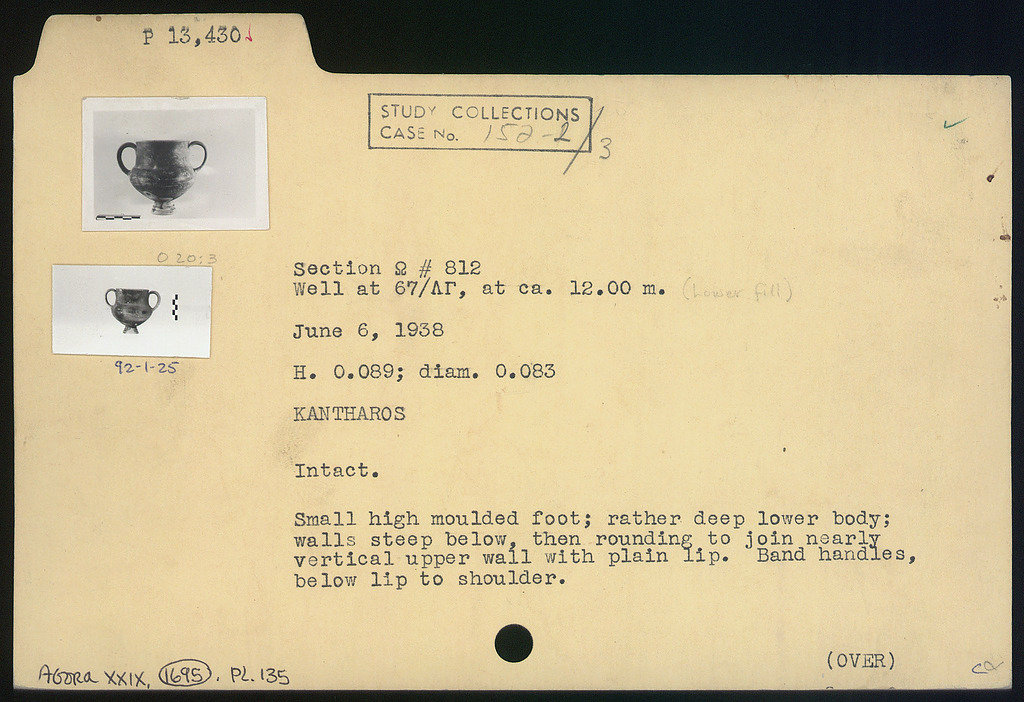 P 13,430
STUDY COLLECTIONS
CASE No. 152-2/3
O 20:3
92-1-25
Section Ω # 812
Well at 67/ΛΓ, at ca. 12.00 m. (Lower fill)
June 6, 1938
H. 0.089; diam. 0.083
KANTHAROS
Intact.
Small high moulded foot; rather deep lower body;
walls steep below, then rounding to join nearly
vertical upper wall with plain lip. Band handles,
below lip to shoulder.
(OVER)
Agora XXIX, 1695. PL. 135